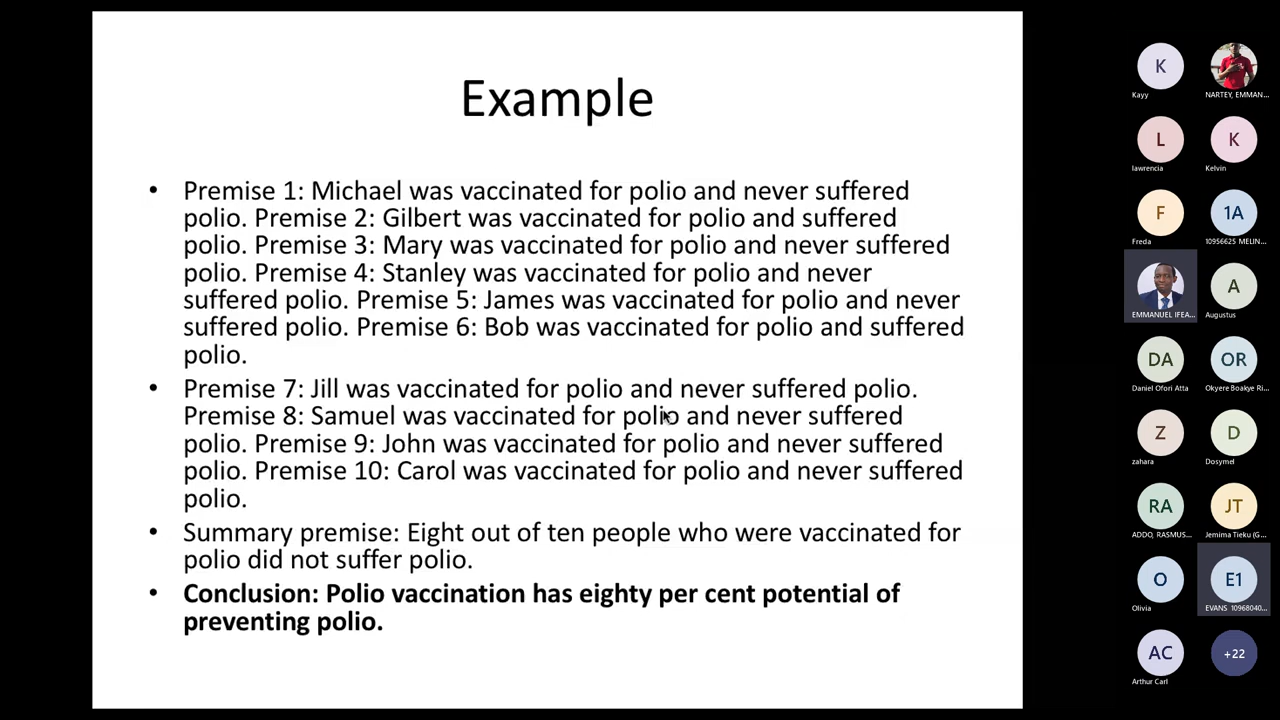 Example
• Premise 1: Michael was vaccinated for polio and never suffered
polio. Premise 2: Gilbert was vaccinated for polio and suffered
polio. Premise 3: Mary was vaccinated for polio and never suffered
polio. Premise 4: Stanley was vaccinated for polio and never
suffered polio. Premise 5: James was vaccinated for polio and never
suffered polio. Premise 6: Bob was vaccinated for polio and suffered
polio.
• Premise 7: Jill was vaccinated for polio and never suffered polio.
Premise 8: Samuel was vaccinated for polio and never suffered
polio. Premise 9: John was vaccinated for polio and never suffered
polio. Premise 10: Carol was vaccinated for polio and never suffered
polio.
• Summary premise: Eight out of ten people who were vaccinated for
polio did not suffer polio.
• Conclusion: Polio vaccination has eighty per cent potential of
preventing polio.
K
Kayy
NARTEY, EMMAN...
L
lawrencia
K
Kelvin
F
Freda
1A
10956625 MELIN...
EMMANUEL IFEA...
A
Augustus
DA
Daniel Ofori Atta
OR
Okyere Boakye Ri...
Z
zahara
D
Dosymel
RA
ADDO, RASMUS...
JT
Jemima Tieku (G...
O
Olivia
E1
EVANS 10968040...
AC
Arthur Carl
+22